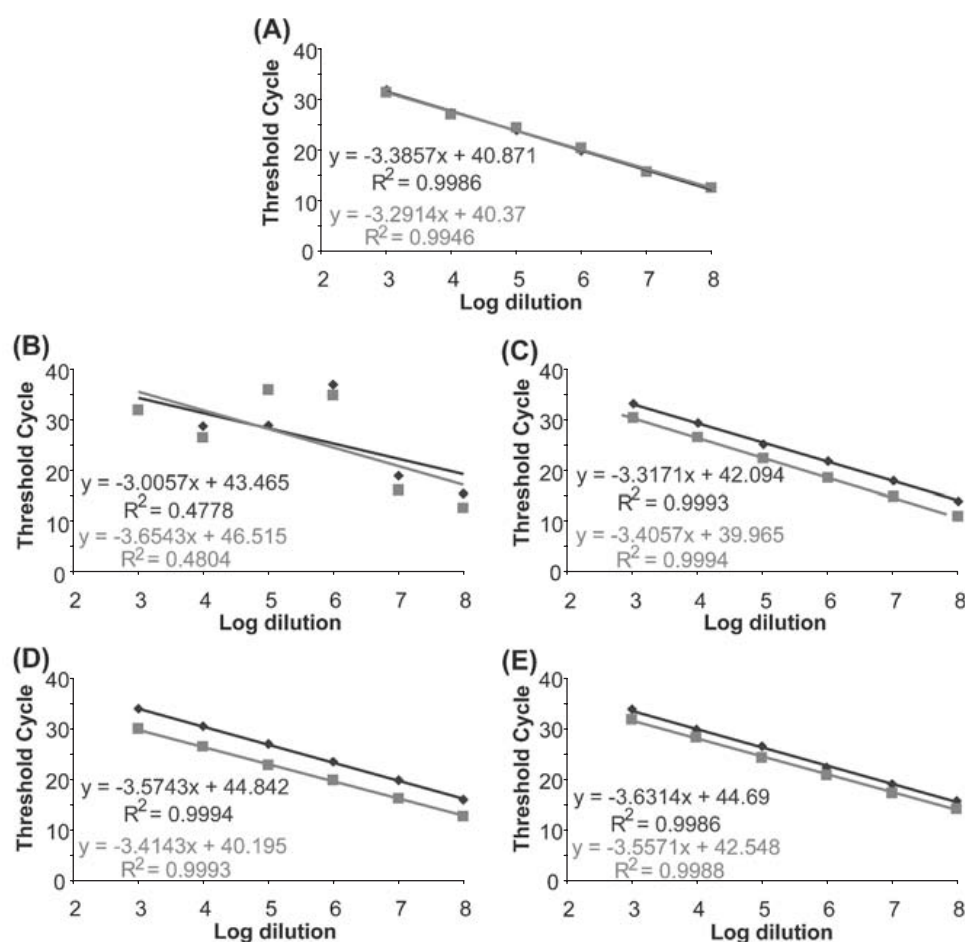 (A)
Threshold Cycle
40
30
20
10
0
y = -3.3857x + 40.871
R2 = 0.9986
y = -3.2914x + 40.37
R2 = 0.9946
2 3 4 5 6 7 8
Log dilution
(B)
Threshold Cycle
40
30
20
10
0
y = -3.0057x + 43.465
R2 = 0.4778
y = -3.6543x + 46.515
R2 = 0.4804
2 3 4 5 6 7 8
Log dilution
(C)
Threshold Cycle
40
30
20
10
0
y = -3.3171x + 42.094
R2 = 0.9993
y = -3.4057x + 39.965
R2 = 0.9994
2 3 4 5 6 7 8
Log dilution
(D)
Threshold Cycle
40
30
20
10
0
y = -3.5743x + 44.842
R2 = 0.9994
y = -3.4143x + 40.195
R2 = 0.9993
2 3 4 5 6 7 8
Log dilution
(E)
Threshold Cycle
40
30
20
10
0
y = -3.6314x + 44.69
R2 = 0.9986
y = -3.5571x + 42.548
R2 = 0.9988
2 3 4 5 6 7 8
Log dilution